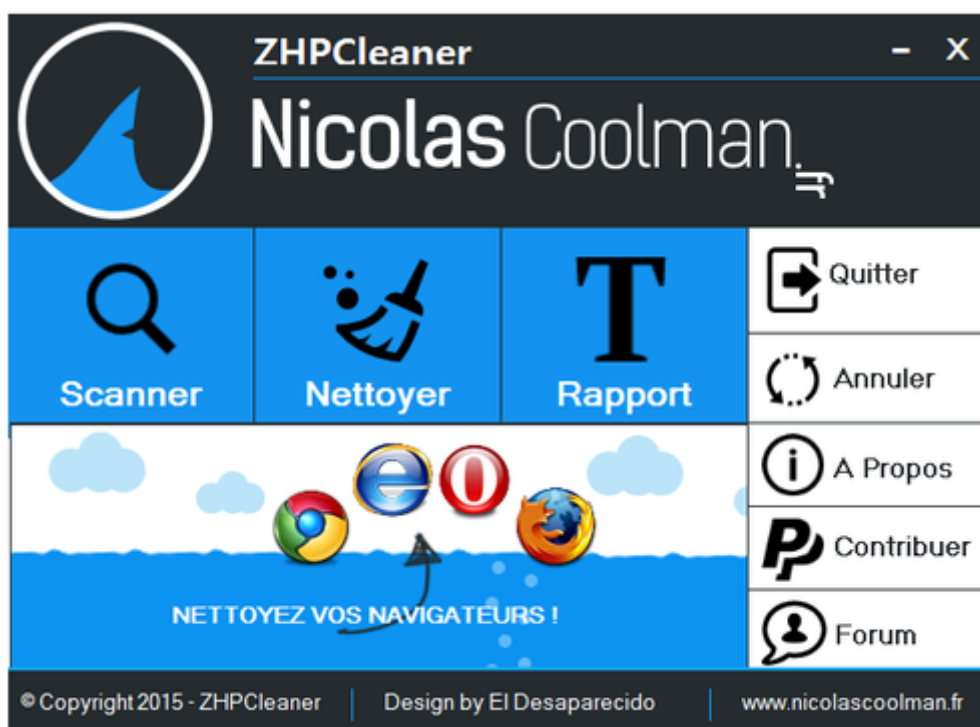 ZHPCleaner
Nicolas Coolman.fr
Scanner
Nettoyer
T
Rapport
Quitter
Annuler
A Propos
Contribuer
Forum
NETTOYEZ VOS NAVIGATEURS !
© Copyright 2015 - ZHPCleaner
Design by El Desaparecido
www.nicolascoolman.fr